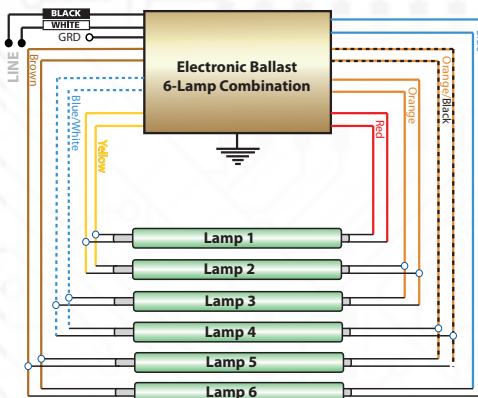 BLACK
WHITE
GRD
LINE
Brown
Blue/White
Yellow
Electronic Ballast
6-Lamp Combination
Red
Orange
Orange/Black
Lamp 1
Lamp 2
Lamp 3
Lamp 4
Lamp 5
Lamp 6